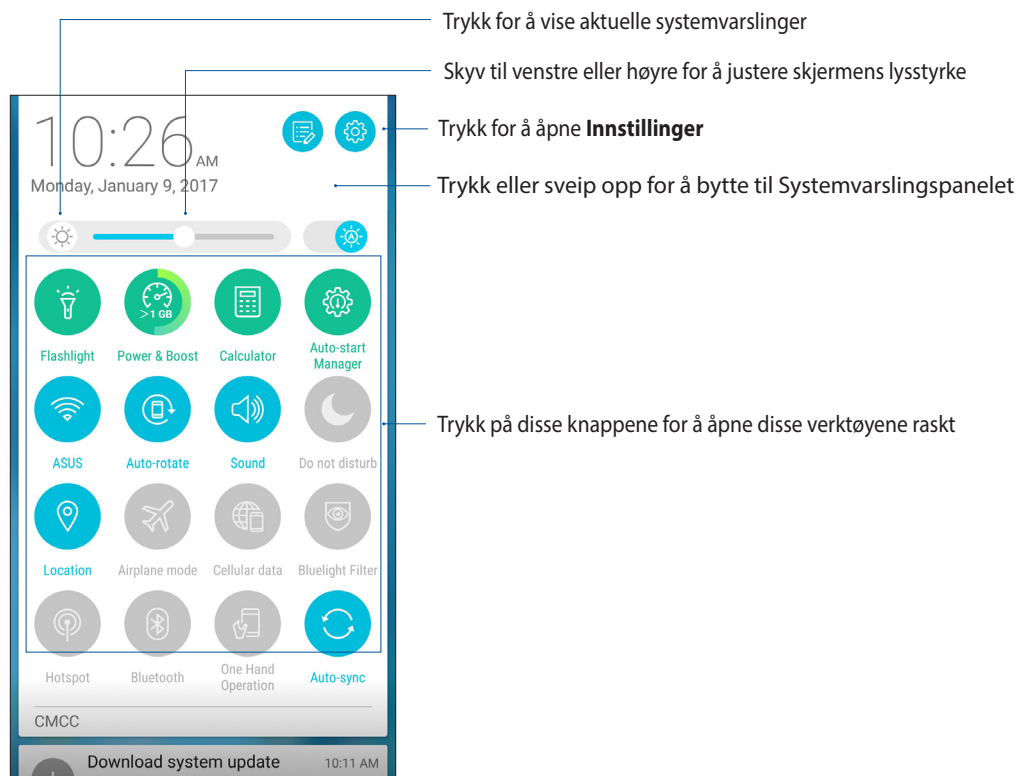 Trykk for å vise aktuelle systemvarslinger
Skyv til venstre eller høyre for å justere skjermens lysstyrke
Trykk for å åpne Innstillinger
Trykk eller sveip opp for å bytte til Systemvarslingspanelet
10:26 AM
Monday, January 9, 2017
A
>1 GB
Flashlight Power & Boost Calculator Auto-start
Manager
Trykk på disse knappene for å åpne disse verktøyene raskt
ASUS Auto-rotate Sound Do not disturb
Location Airplane mode Cellular data Bluelight Filter
Hotspot Bluetooth One Hand
Operation Auto-sync
CMCC
Download system update 10:11 AM